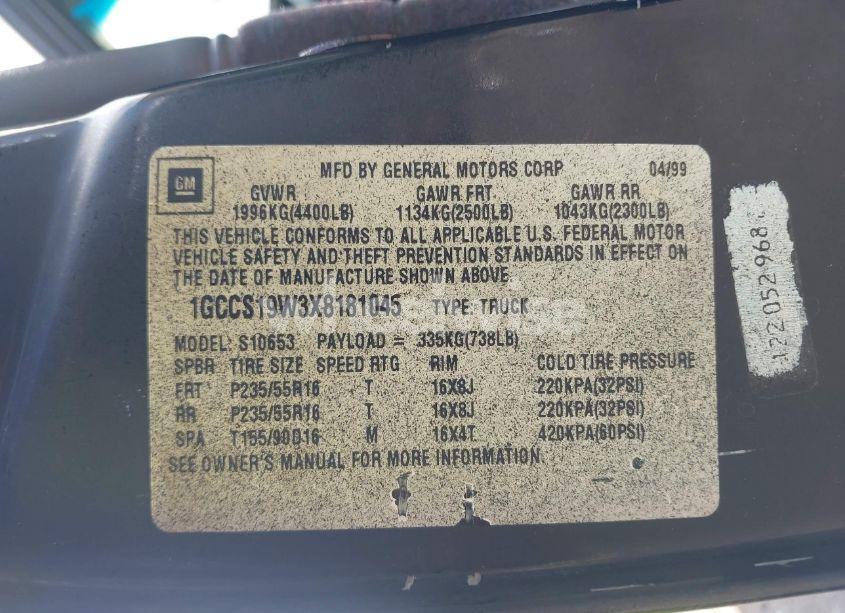 GM
MFD BY GENERAL MOTORS CORP 04/99
GVWR GAWR FRT GAWR RR
1996KG(4400LB) 1134KG(2500LB) 1043KG(2300LB)
THIS VEHICLE CONFORMS TO ALL APPLICABLE U.S. FEDERAL MOTOR
VEHICLE SAFETY AND THEFT PREVENTION STANDARDS IN EFFECT ON
THE DATE OF MANUFACTURE SHOWN ABOVE.
1GCCS19W3X8181045 TYPE: TRUCK
MODEL: S10653 PAYLOAD = 335KG(738LB)
SPBR TIRE SIZE SPEED RTG RIM COLD TIRE PRESSURE
FRT P235/55R16 T 16X8J 220KPA(32PSI)
RR P235/55R16 T 16X8J 220KPA(32PSI)
SPA T155/90D16 M 16X4T 420KPA(60PSI)
SEE OWNER'S MANUAL FOR MORE INFORMATION.
122052968